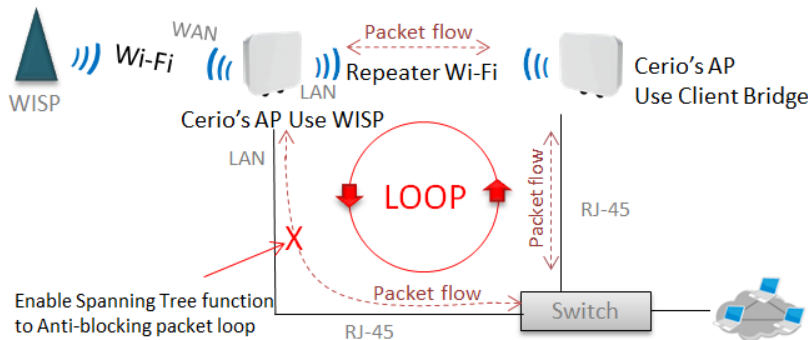 WISP
Wi-Fi
WAN
LAN
Cerio's AP Use WISP
Packet flow
Repeater Wi-Fi
Cerio's AP
Use Client Bridge
LAN
LOOP
Packet flow
RJ-45
X
Enable Spanning Tree function
to Anti-blocking packet loop
Packet flow
RJ-45
Switch